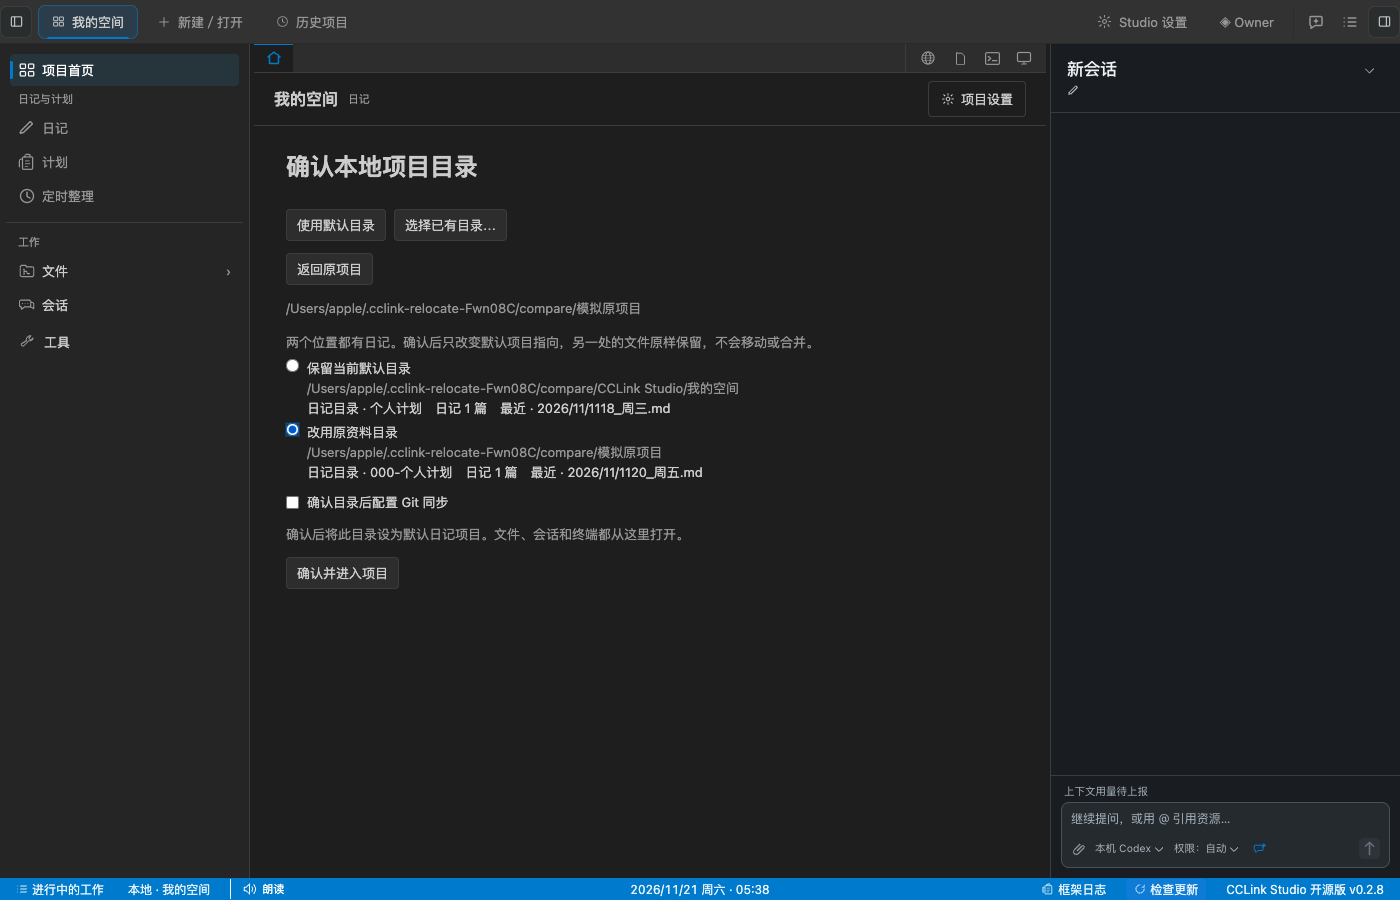 我的空间
新建 / 打开
历史项目
Studio 设置
Owner
项目首页
日记与计划
日记
计划
定时整理
工作
文件
会话
工具
我的空间 日记
项目设置
确认本地项目目录
使用默认目录
选择已有目录...
返回原项目
/Users/apple/.cclink-relocate-Fwn08C/compare/模拟原项目
两个位置都有日记。确认后只改变默认项目指向，另一处的文件原样保留，不会移动或合并。
保留当前默认目录
/Users/apple/.cclink-relocate-Fwn08C/compare/CCLink Studio/我的空间
日记目录 · 个人计划 日记 1 篇 最近 · 2026/11/1118_周三.md
改用原资料目录
/Users/apple/.cclink-relocate-Fwn08C/compare/模拟原项目
日记目录 · 000-个人计划 日记 1 篇 最近 · 2026/11/1120_周五.md
确认目录后配置 Git 同步
确认后将此目录设为默认日记项目。文件、会话和终端都从这里打开。
确认并进入项目
新会话
上下文用量待上报
继续提问，或用 @ 引用资源...
本机 Codex
权限：自动
进行中的工作
本地 · 我的空间
朗读
2026/11/21 周六 · 05:38
框架日志
检查更新
CCLink Studio 开源版 v0.2.8